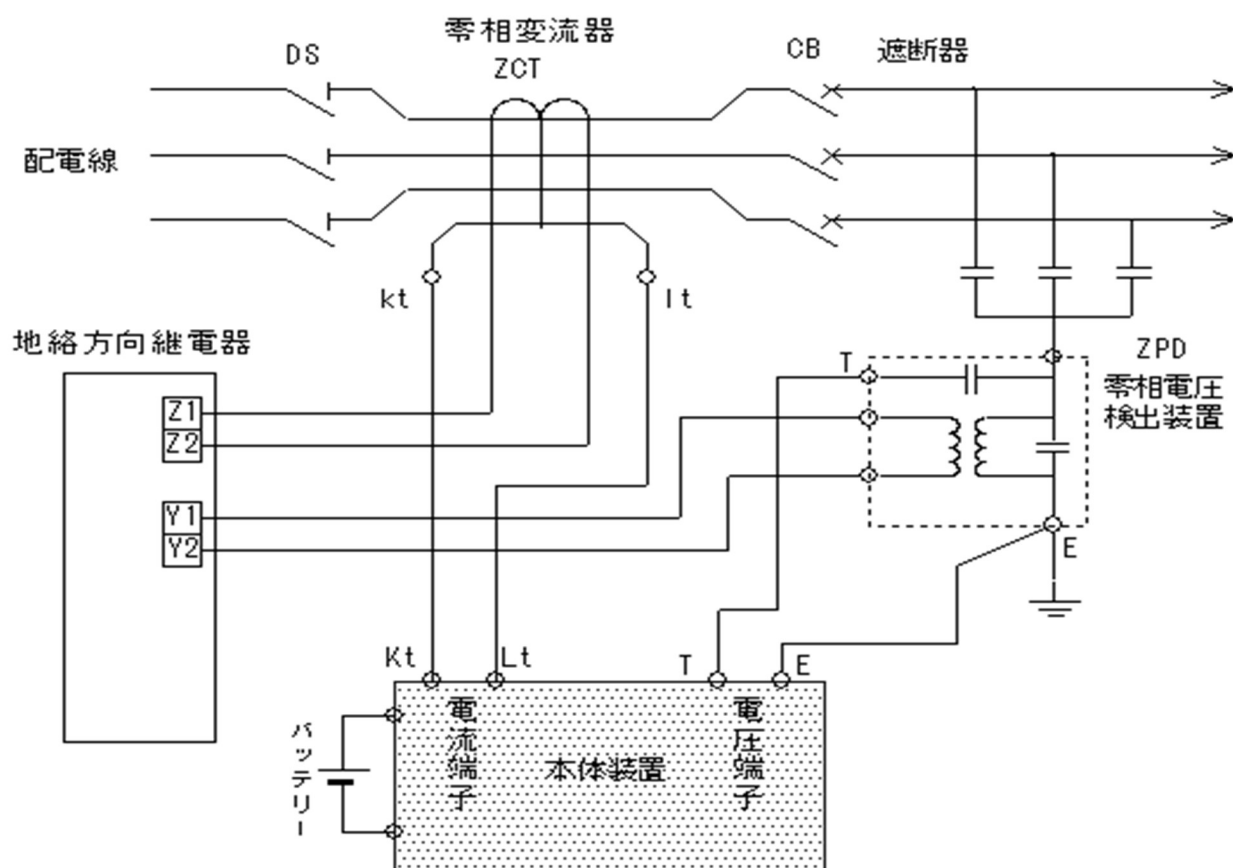 零相変流器
DS
ZCT
CB
遮断器
配電線
kt
lt
地絡方向継電器
Z1
Z2
Y1
Y2
T
ZPD
零相電圧
検出装置
E
Kt
Lt
T
E
バッテリー
電流端子
本体装置
電圧端子